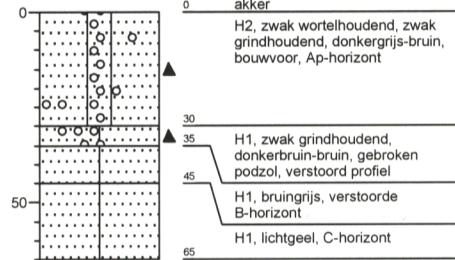 0
0 akker
H2, zwak wortelhoudend, zwak
grindhoudend, donkergrijs-bruin,
bouwvoor, Ap-horizont
30
35
H1, zwak grindhoudend,
donkerbruin-bruin, gebroken
podzol, verstoord profiel
45
H1, bruingrijs, verstoorde
B-horizont
50
H1, lichtgeel, C-horizont
65